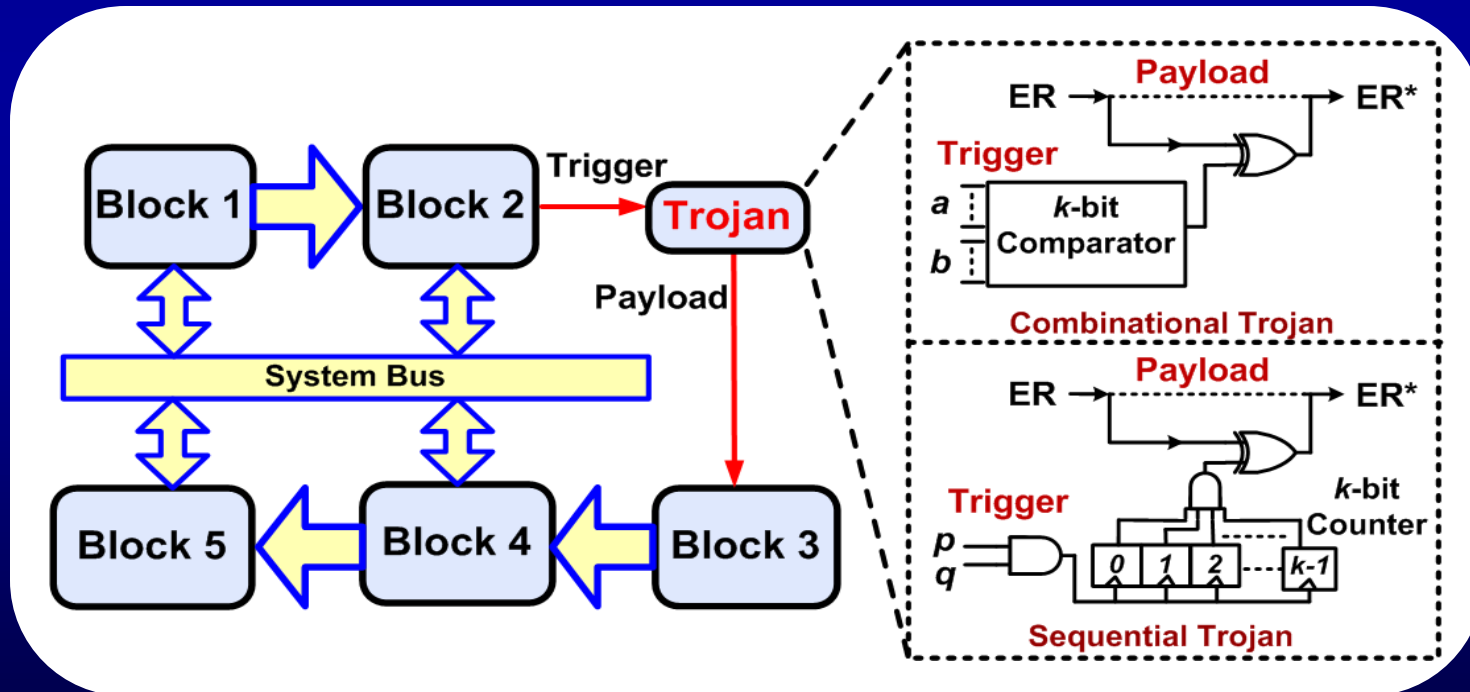 Block 1
Block 2
Trigger
Trojan
Payload
System Bus
Block 5
Block 4
Block 3
Payload
ER
ER*
Trigger
a
b
k-bit
Comparator
Combinational Trojan
Payload
ER
ER*
Trigger
p
q
k-bit
Counter
0 1 2 k-1
Sequential Trojan